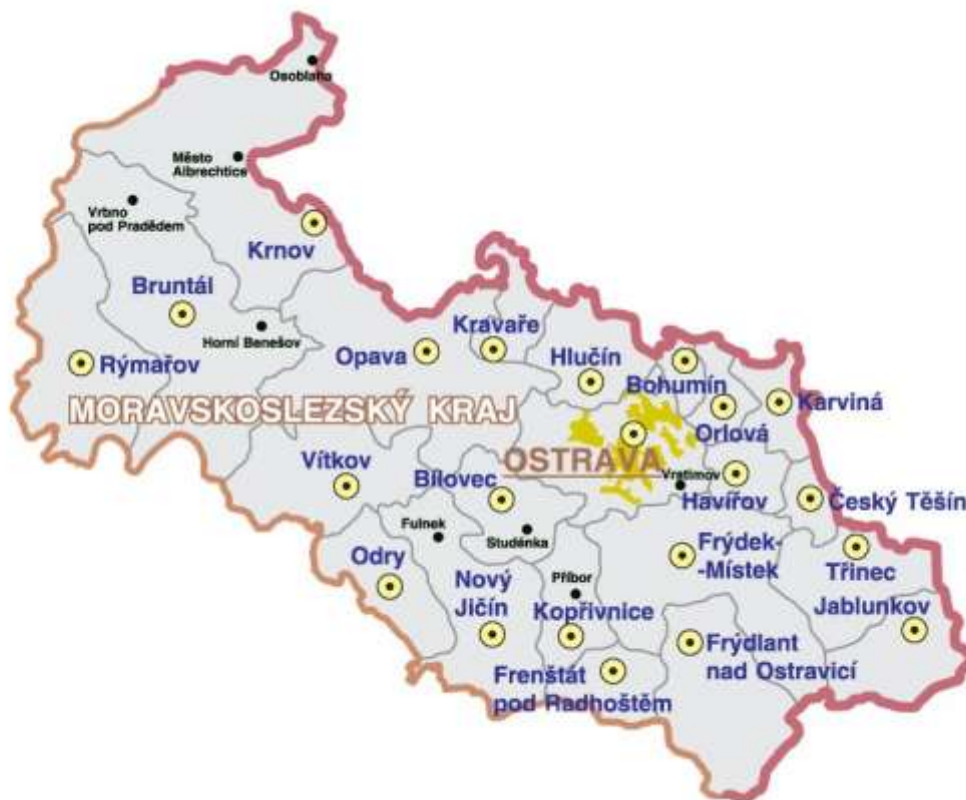 Osoblaha
Město
Albrechtice
Vrbno
pod Pradědem
Krnov
Bruntál
Horní Benešov
Rýmařov
Opava
Kravaře
Hlučín
Bohumín
Karviná
Orlová
MORAVSKOSLEZSKÝ KRAJ
OSTRAVA
Vítkov
Bílovec
Vratimov
Havířov
Český Těšín
Fulnek
Studénka
Odry
Nový
Jičín
Příbor
Kopřivnice
Frýdek-
-Místek
Třinec
Jablunkov
Frenštát
pod Radhoštěm
Frýdlant
nad Ostravicí